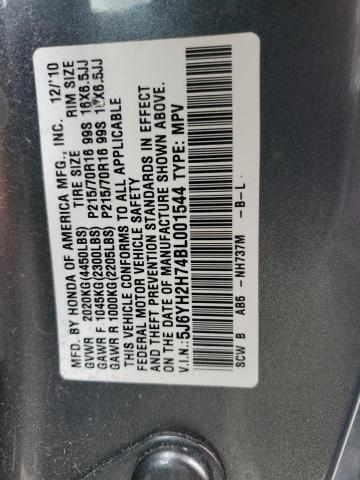 MFD. BY HONDA OF AMERICA MFG., INC. 12/'10
TIRE SIZE RIM SIZE
GVWR 2020KG(4450LBS) P215/70R16 99S 16X6.5JJ
GAWR F 1045KG(2300LBS) P215/70R16 99S 16X6.5JJ
GAWR R 1000KG(2205LBS)
THIS VEHICLE CONFORMS TO ALL APPLICABLE
FEDERAL MOTOR VEHICLE SAFETY, BUMPER,
AND THEFT PREVENTION STANDARDS IN EFFECT
ON THE DATE OF MANUFACTURE SHOWN ABOVE.
V.I.N.:5J6YH2H74BL001544 TYPE: MPV
SCW B AB5 -NH737M -B-L